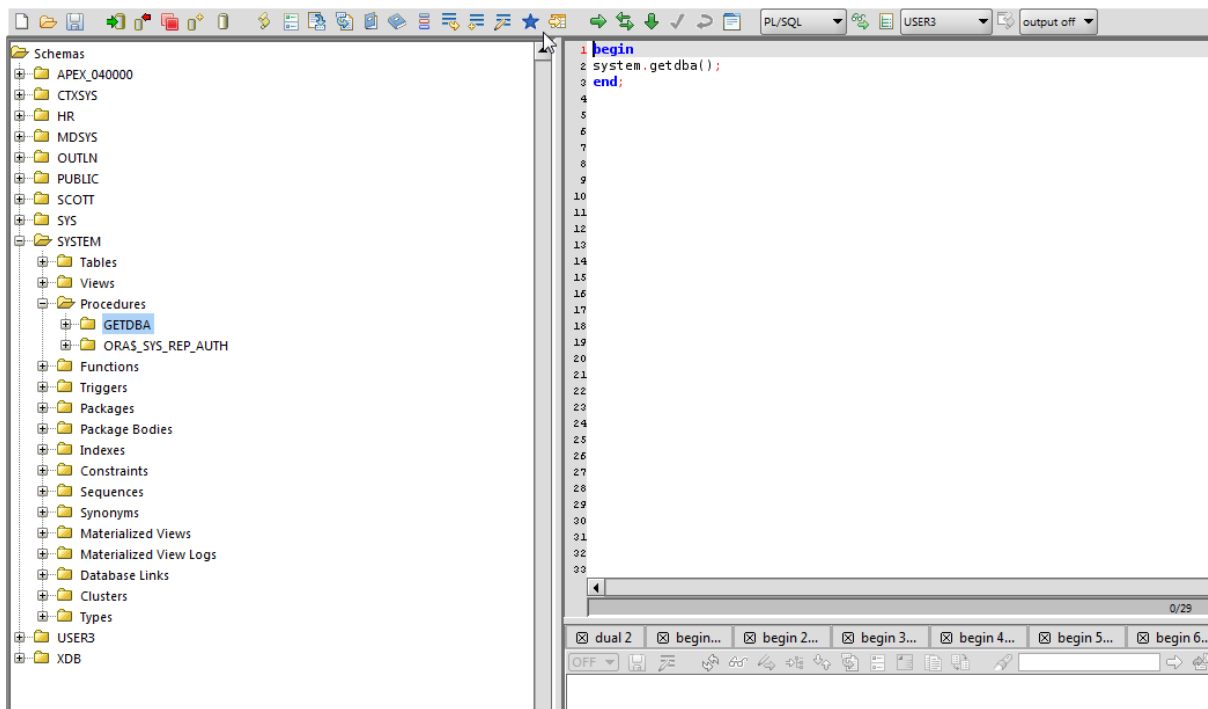 PL/SQL
USER3
output off
Schemas
APEX_040000
CTXSYS
HR
MDSYS
OUTLN
PUBLIC
SCOTT
SYS
SYSTEM
Tables
Views
Procedures
GETDBA
ORA$_SYS_REP_AUTH
Functions
Triggers
Packages
Package Bodies
Indexes
Constraints
Sequences
Synonyms
Materialized Views
Materialized View Logs
Database Links
Clusters
Types
USER3
XDB
1 begin
2 system.getdba();
3 end;
4
5
6
7
8
9
10
11
12
13
14
15
16
17
18
19
20
21
22
23
24
25
26
27
28
29
30
31
32
33
0/29
dual 2 begin... begin 2... begin 3... begin 4... begin 5... begin 6..
OFF